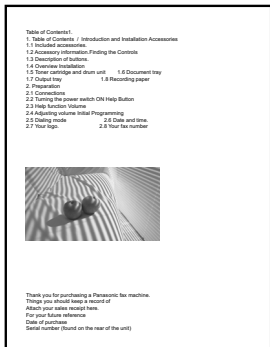 Table of Contents1.
1. Table of Contents / Introduction and Installation Accessories
1.1 Included accessories.
1.2 Accessory information.Finding the Controls
1.3 Description of buttons.
1.4 Overview Installation
1.5 Toner cartridge and drum unit 1.6 Document tray
1.7 Output tray 1.8 Recording paper
2. Preparation
2.1 Connections
2.2 Turning the power switch ON Help Button
2.3 Help function Volume
2.4 Adjusting volume Initial Programming
2.5 Dialing mode 2.6 Date and time.
2.7 Your logo. 2.8 Your fax number
Thank you for purchasing a Panasonic fax machine.
Things you should keep a record of
Attach your sales receipt here.
For your future reference
Date of purchase
Serial number (found on the rear of the unit)